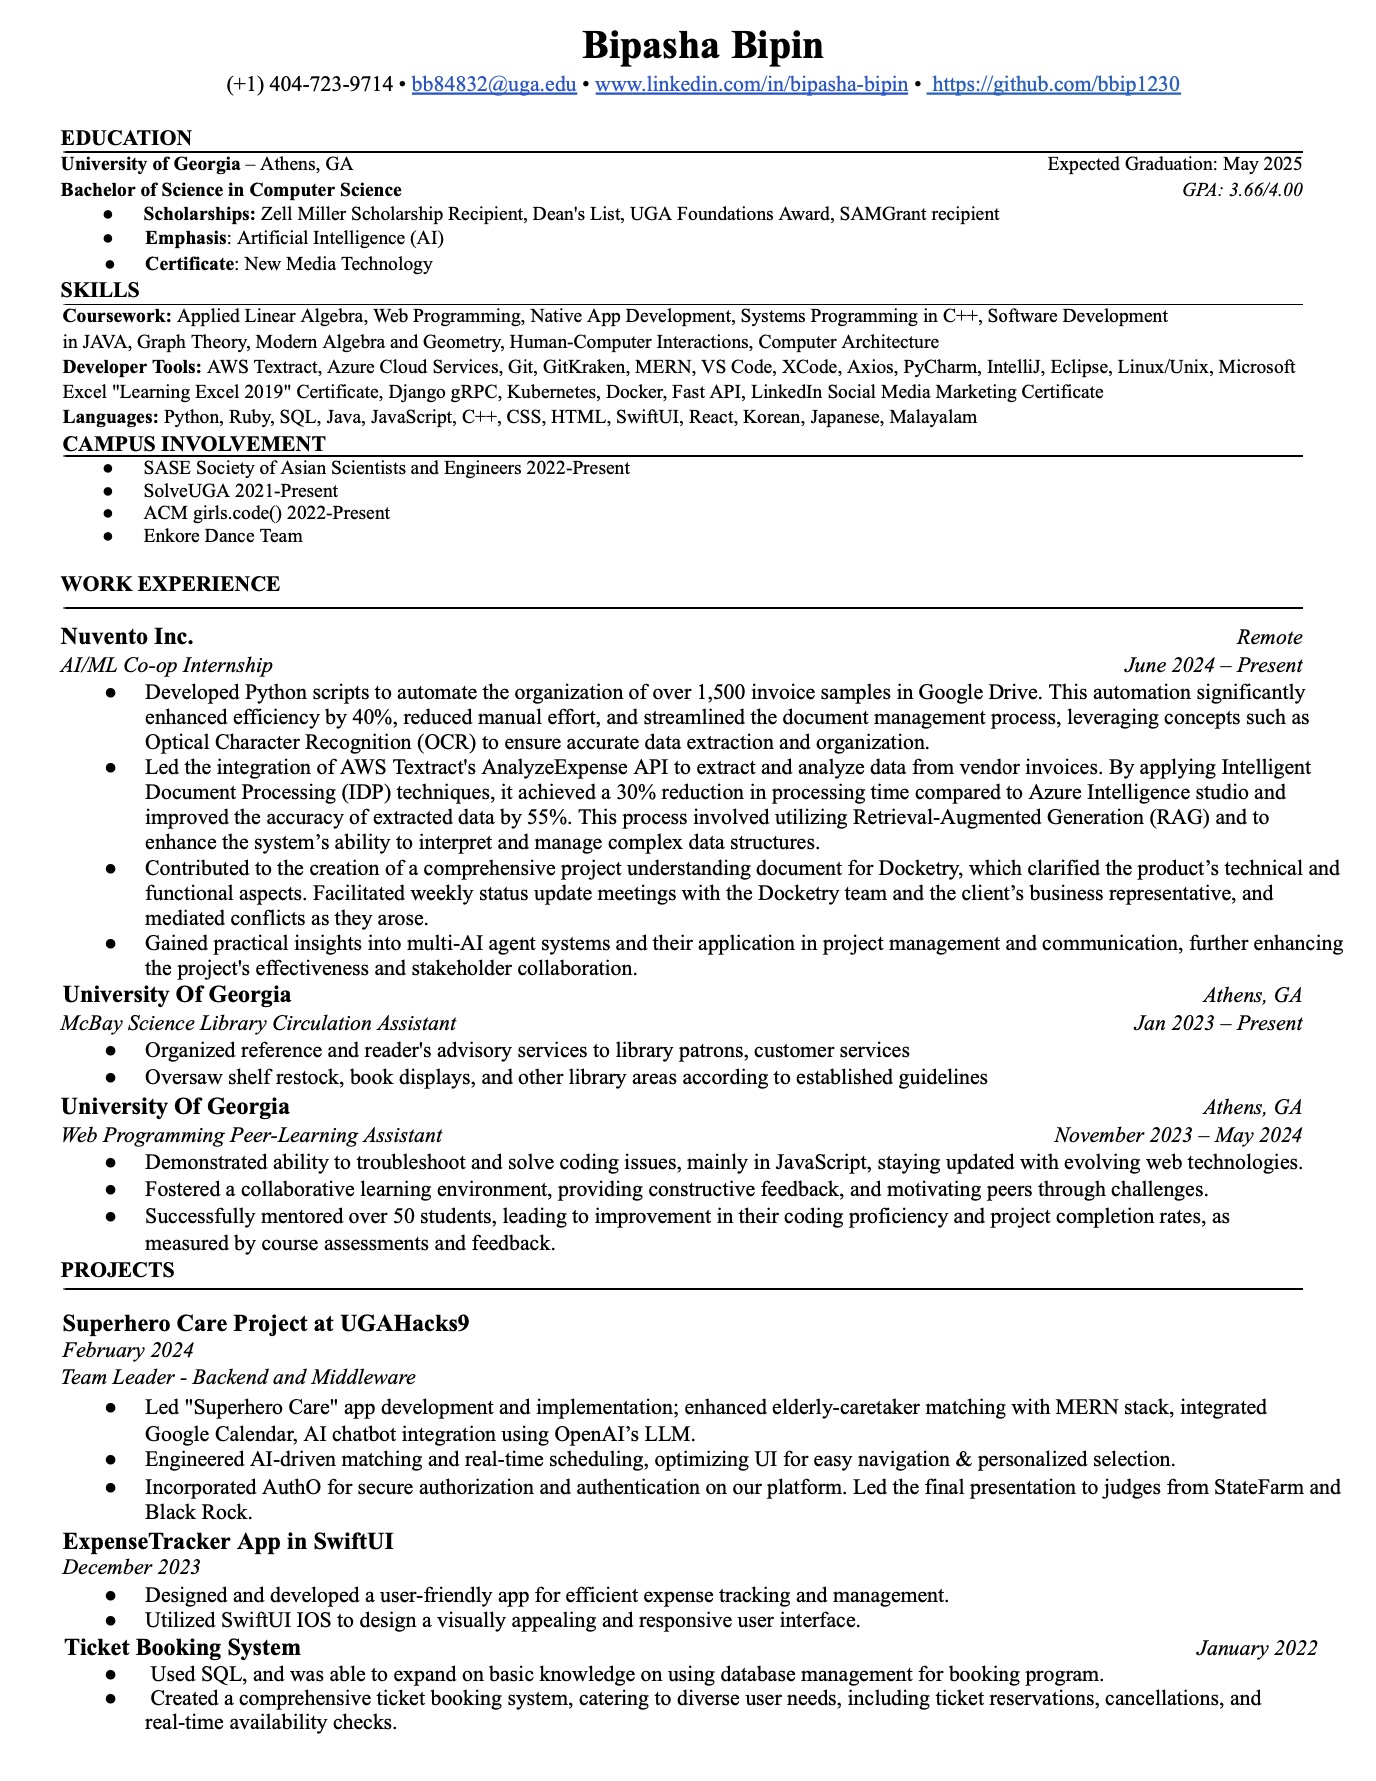 Bipasha Bipin
(+1) 404-723-9714 • bb84832@uga.edu • www.linkedin.com/in/bipasha-bipin • https://github.com/bbip1230
EDUCATION
University of Georgia – Athens, GA Expected Graduation: May 2025
Bachelor of Science in Computer Science GPA: 3.66/4.00
● Scholarships: Zell Miller Scholarship Recipient, Dean's List, UGA Foundations Award, SAMGrant recipient
● Emphasis: Artificial Intelligence (AI)
● Certificate: New Media Technology
SKILLS
Coursework: Applied Linear Algebra, Web Programming, Native App Development, Systems Programming in C++, Software Development
in JAVA, Graph Theory, Modern Algebra and Geometry, Human-Computer Interactions, Computer Architecture
Developer Tools: AWS Textract, Azure Cloud Services, Git, GitKraken, MERN, VS Code, XCode, Axios, PyCharm, IntelliJ, Eclipse, Linux/Unix, Microsoft
Excel "Learning Excel 2019" Certificate, Django gRPC, Kubernetes, Docker, Fast API, LinkedIn Social Media Marketing Certificate
Languages: Python, Ruby, SQL, Java, JavaScript, C++, CSS, HTML, SwiftUI, React, Korean, Japanese, Malayalam
CAMPUS INVOLVEMENT
● SASE Society of Asian Scientists and Engineers 2022-Present
● SolveUGA 2021-Present
● ACM girls.code() 2022-Present
● Enkore Dance Team
WORK EXPERIENCE
Nuvento Inc. Remote
AI/ML Co-op Internship June 2024 – Present
● Developed Python scripts to automate the organization of over 1,500 invoice samples in Google Drive. This automation significantly
enhanced efficiency by 40%, reduced manual effort, and streamlined the document management process, leveraging concepts such as
Optical Character Recognition (OCR) to ensure accurate data extraction and organization.
● Led the integration of AWS Textract's AnalyzeExpense API to extract and analyze data from vendor invoices. By applying Intelligent
Document Processing (IDP) techniques, it achieved a 30% reduction in processing time compared to Azure Intelligence studio and
improved the accuracy of extracted data by 55%. This process involved utilizing Retrieval-Augmented Generation (RAG) and to
enhance the system’s ability to interpret and manage complex data structures.
● Contributed to the creation of a comprehensive project understanding document for Docketry, which clarified the product’s technical and
functional aspects. Facilitated weekly status update meetings with the Docketry team and the client’s business representative, and
mediated conflicts as they arose.
● Gained practical insights into multi-AI agent systems and their application in project management and communication, further enhancing
the project's effectiveness and stakeholder collaboration.
University Of Georgia Athens, GA
McBay Science Library Circulation Assistant Jan 2023 – Present
● Organized reference and reader's advisory services to library patrons, customer services
● Oversaw shelf restock, book displays, and other library areas according to established guidelines
University Of Georgia Athens, GA
Web Programming Peer-Learning Assistant November 2023 – May 2024
● Demonstrated ability to troubleshoot and solve coding issues, mainly in JavaScript, staying updated with evolving web technologies.
● Fostered a collaborative learning environment, providing constructive feedback, and motivating peers through challenges.
● Successfully mentored over 50 students, leading to improvement in their coding proficiency and project completion rates, as
measured by course assessments and feedback.
PROJECTS
Superhero Care Project at UGAHacks9
February 2024
Team Leader - Backend and Middleware
● Led "Superhero Care" app development and implementation; enhanced elderly-caretaker matching with MERN stack, integrated
Google Calendar, AI chatbot integration using OpenAI’s LLM.
● Engineered AI-driven matching and real-time scheduling, optimizing UI for easy navigation & personalized selection.
● Incorporated AuthO for secure authorization and authentication on our platform. Led the final presentation to judges from StateFarm and
Black Rock.
ExpenseTracker App in SwiftUI
December 2023
● Designed and developed a user-friendly app for efficient expense tracking and management.
● Utilized SwiftUI IOS to design a visually appealing and responsive user interface.
Ticket Booking System January 2022
● Used SQL, and was able to expand on basic knowledge on using database management for booking program.
● Created a comprehensive ticket booking system, catering to diverse user needs, including ticket reservations, cancellations, and
real-time availability checks.